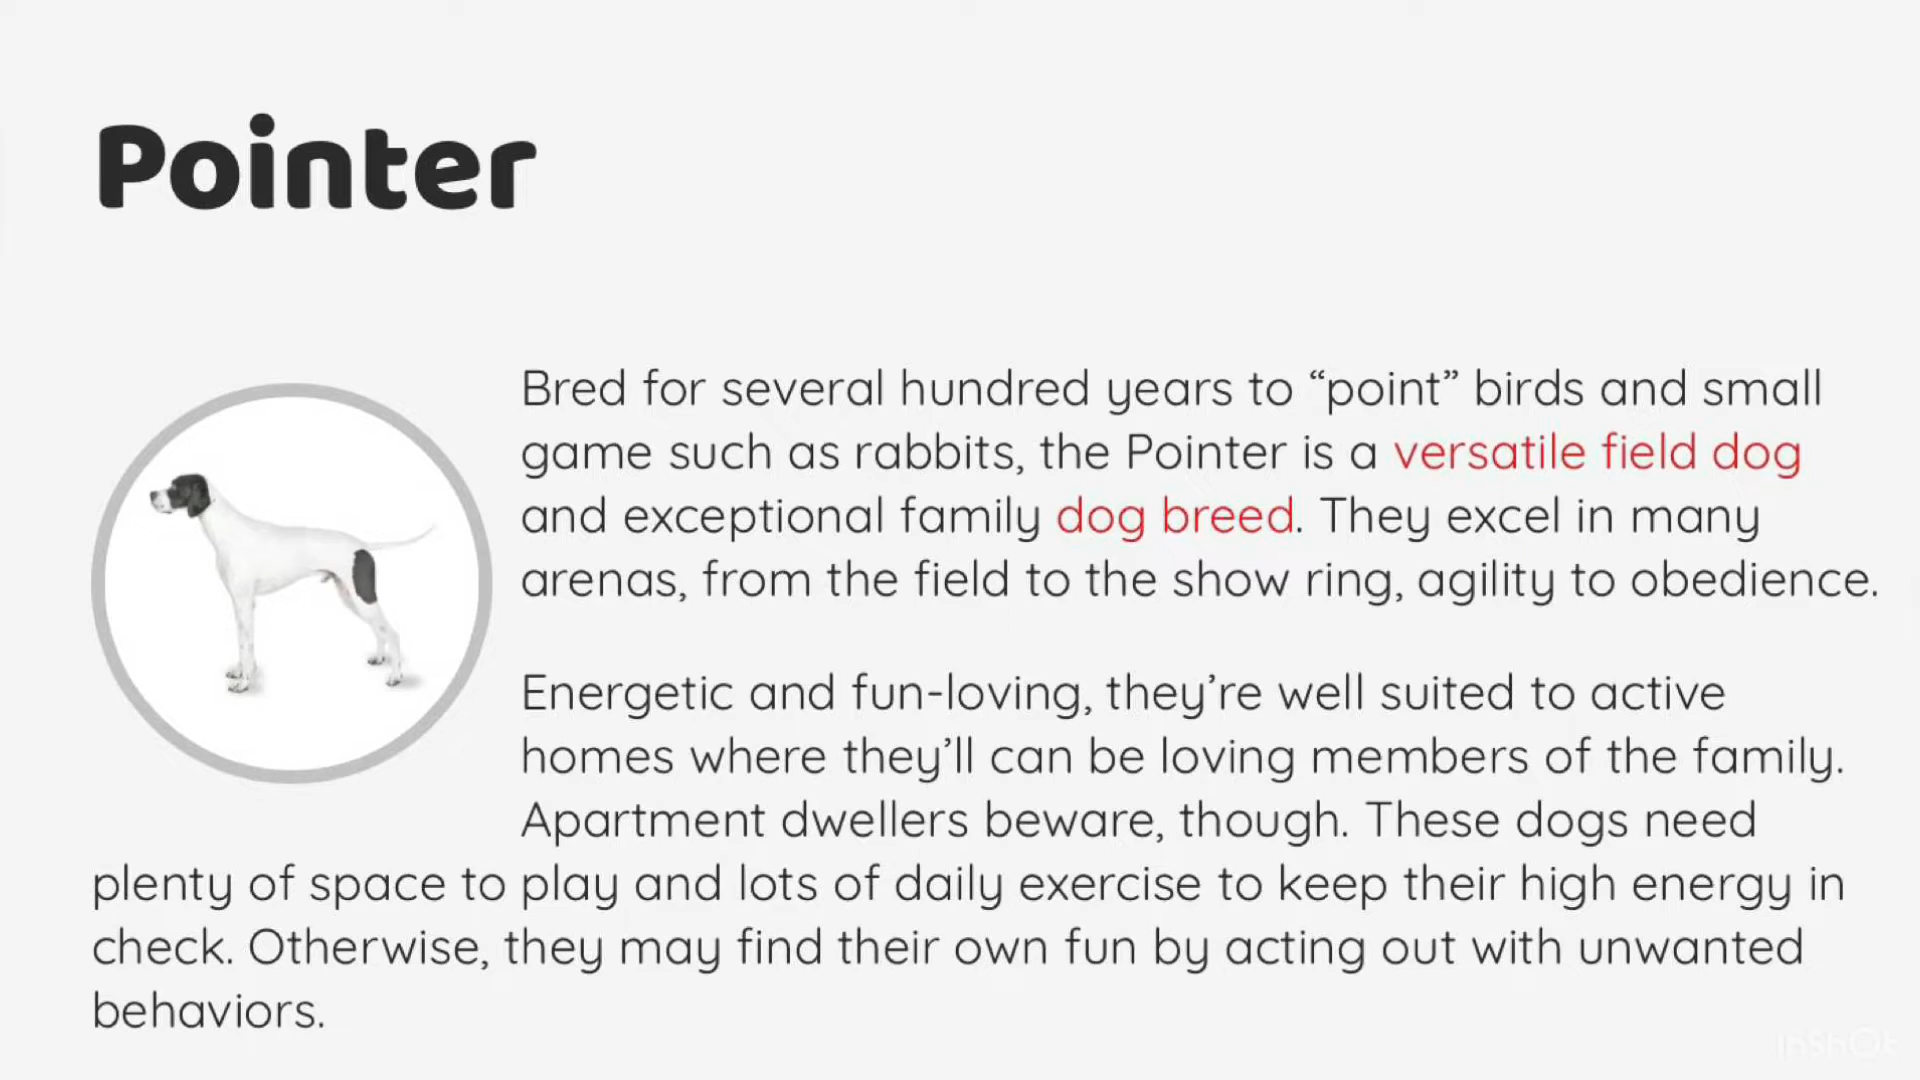 Pointer
Bred for several hundred years to “point” birds and small
game such as rabbits, the Pointer is a versatile field dog
and exceptional family dog breed. They excel in many
arenas, from the field to the show ring, agility to obedience.
Energetic and fun-loving, they’re well suited to active
homes where they’ll can be loving members of the family.
Apartment dwellers beware, though. These dogs need
plenty of space to play and lots of daily exercise to keep their high energy in
check. Otherwise, they may find their own fun by acting out with unwanted
behaviors.
InShOt